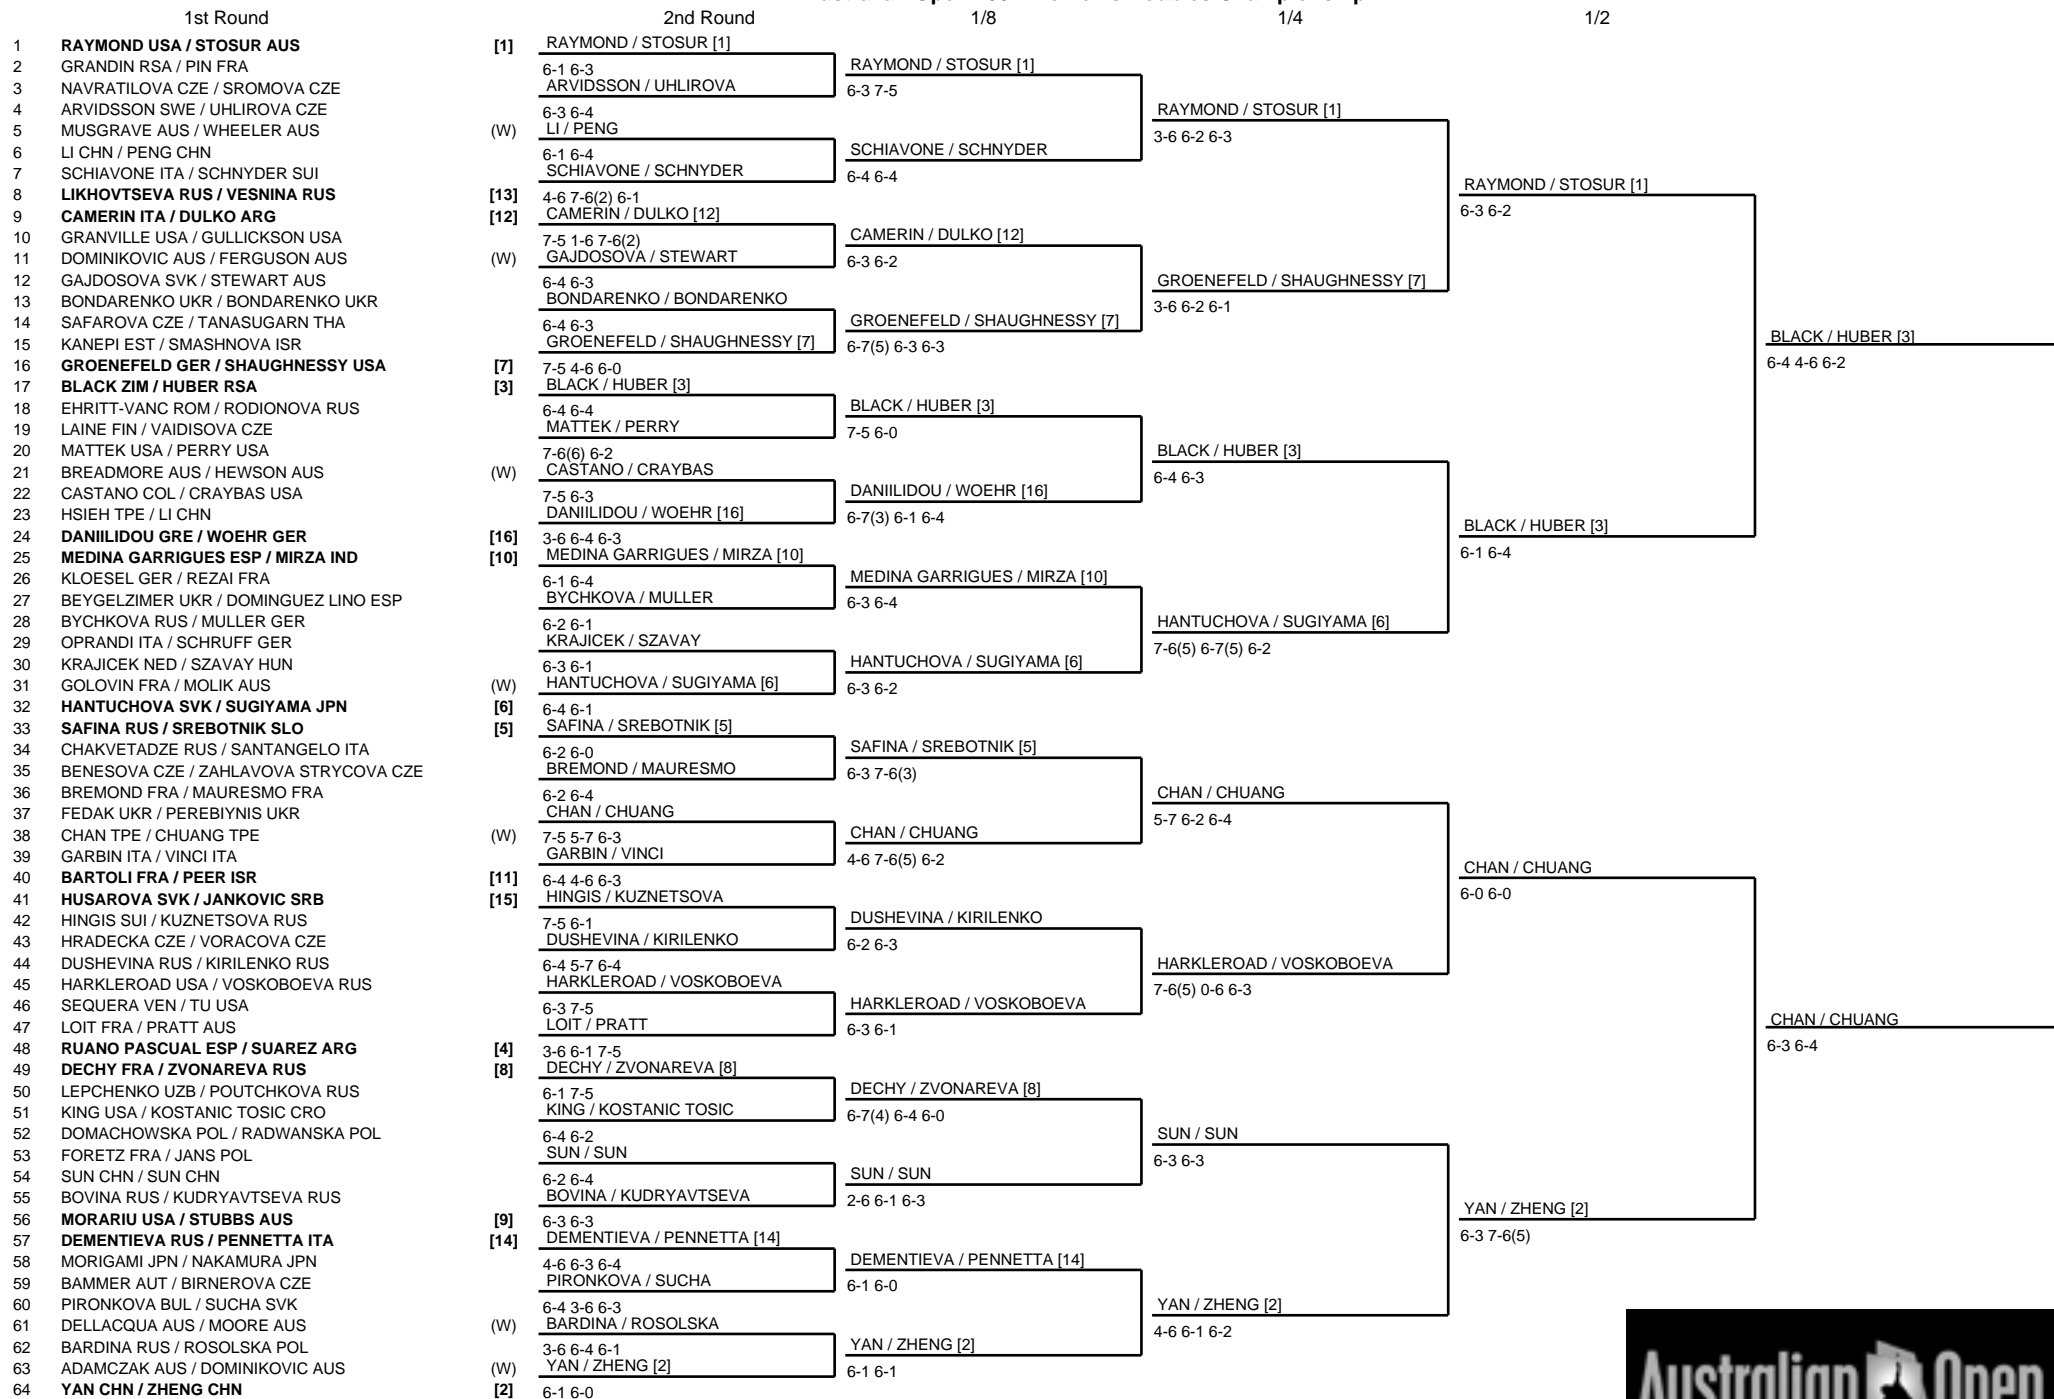 1st Round 2nd Round 1/8 1/4 1/2
1 RAYMOND USA / STOSUR AUS [1]
2 GRANDIN RSA / PIN FRA
3 NAVRATILOVA CZE / SROMOVA CZE
4 ARVIDSSON SWE / UHLIROVA CZE
5 MUSGRAVE AUS / WHEELER AUS (W)
6 LI CHN / PENG CHN
7 SCHIAVONE ITA / SCHNYDER SUI
8 LIKHOVTSEVA RUS / VESNINA RUS [13]
9 CAMERIN ITA / DULKO ARG [12]
10 GRANVILLE USA / GULLICKSON USA
11 DOMINIKOVIC AUS / FERGUSON AUS (W)
12 GAJDOSOVA SVK / STEWART AUS
13 BONDARENKO UKR / BONDARENKO UKR
14 SAFAROVA CZE / TANASUGARN THA
15 KANEPI EST / SMASHNOVA ISR
16 GROENEFELD GER / SHAUGHNESSY USA [7]
17 BLACK ZIM / HUBER RSA [3]
18 EHRITT-VANC ROM / RODIONOVA RUS
19 LAINE FIN / VAIDISOVA CZE
20 MATTEK USA / PERRY USA
21 BREADMORE AUS / HEWSON AUS (W)
22 CASTANO COL / CRAYBAS USA
23 HSIEH TPE / LI CHN
24 DANIILIDOU GRE / WOEHR GER [16]
25 MEDINA GARRIGUES ESP / MIRZA IND [10]
26 KLOESEL GER / REZAI FRA
27 BEYGELZIMER UKR / DOMINGUEZ LINO ESP
28 BYCHKOVA RUS / MULLER GER
29 OPRANDI ITA / SCHRUFF GER
30 KRAJICEK NED / SZAVAY HUN
31 GOLOVIN FRA / MOLIK AUS (W)
32 HANTUCHOVA SVK / SUGIYAMA JPN [6]
33 SAFINA RUS / SREBOTNIK SLO [5]
34 CHAKVETADZE RUS / SANTANGELO ITA
35 BENESOVA CZE / ZAHLAVOVA STRYCOVA CZE
36 BREMOND FRA / MAURESMO FRA
37 FEDAK UKR / PEREBIYNIS UKR
38 CHAN TPE / CHUANG TPE (W)
39 GARBIN ITA / VINCI ITA
40 BARTOLI FRA / PEER ISR [11]
41 HUSAROVA SVK / JANKOVIC SRB [15]
42 HINGIS SUI / KUZNETSOVA RUS
43 HRADECKA CZE / VORACOVA CZE
44 DUSHEVINA RUS / KIRILENKO RUS
45 HARKLEROAD USA / VOSKOBOEVA RUS
46 SEQUERA VEN / TU USA
47 LOIT FRA / PRATT AUS
48 RUANO PASCUAL ESP / SUAREZ ARG [4]
49 DECHY FRA / ZVONAREVA RUS [8]
50 LEPCHENKO UZB / POUTCHKOVA RUS
51 KING USA / KOSTANIC TOSIC CRO
52 DOMACHOWSKA POL / RADWANSKA POL
53 FORETZ FRA / JANS POL
54 SUN CHN / SUN CHN
55 BOVINA RUS / KUDRYAVTSEVA RUS
56 MORARIU USA / STUBBS AUS [9]
57 DEMENTIEVA RUS / PENNETTA ITA [14]
58 MORIGAMI JPN / NAKAMURA JPN
59 BAMMER AUT / BIRNEROVA CZE
60 PIRONKOVA BUL / SUCHA SVK
61 DELLACQUA AUS / MOORE AUS (W)
62 BARDINA RUS / ROSOLSKA POL
63 ADAMCZAK AUS / DOMINIKOVIC AUS (W)
64 YAN CHN / ZHENG CHN [2]
RAYMOND / STOSUR [1]
6-1 6-3
ARVIDSSON / UHLIROVA
6-3 6-4
LI / PENG
6-1 6-4
SCHIAVONE / SCHNYDER
4-6 7-6(2) 6-1
CAMERIN / DULKO [12]
7-5 1-6 7-6(2)
GAJDOSOVA / STEWART
6-4 6-3
BONDARENKO / BONDARENKO
6-4 6-3
GROENEFELD / SHAUGHNESSY [7]
7-5 4-6 6-0
BLACK / HUBER [3]
6-4 6-4
MATTEK / PERRY
7-6(6) 6-2
CASTANO / CRAYBAS
7-5 6-3
DANIILIDOU / WOEHR [16]
3-6 6-4 6-3
MEDINA GARRIGUES / MIRZA [10]
6-1 6-4
BYCHKOVA / MULLER
6-2 6-1
KRAJICEK / SZAVAY
6-3 6-1
HANTUCHOVA / SUGIYAMA [6]
6-4 6-1
SAFINA / SREBOTNIK [5]
6-2 6-0
BREMOND / MAURESMO
6-2 6-4
CHAN / CHUANG
7-5 5-7 6-3
GARBIN / VINCI
6-4 4-6 6-3
HINGIS / KUZNETSOVA
7-5 6-1
DUSHEVINA / KIRILENKO
6-4 5-7 6-4
HARKLEROAD / VOSKOBOEVA
6-3 7-5
LOIT / PRATT
3-6 6-1 7-5
DECHY / ZVONAREVA [8]
6-1 7-5
KING / KOSTANIC TOSIC
6-4 6-2
SUN / SUN
6-2 6-4
BOVINA / KUDRYAVTSEVA
6-3 6-3
DEMENTIEVA / PENNETTA [14]
4-6 6-3 6-4
PIRONKOVA / SUCHA
6-4 3-6 6-3
BARDINA / ROSOLSKA
3-6 6-4 6-1
YAN / ZHENG [2]
6-1 6-0
RAYMOND / STOSUR [1]
6-3 7-5
SCHIAVONE / SCHNYDER
6-4 6-4
CAMERIN / DULKO [12]
6-3 6-2
GROENEFELD / SHAUGHNESSY [7]
6-7(5) 6-3 6-3
BLACK / HUBER [3]
7-5 6-0
DANIILIDOU / WOEHR [16]
6-7(3) 6-1 6-4
MEDINA GARRIGUES / MIRZA [10]
6-3 6-4
HANTUCHOVA / SUGIYAMA [6]
6-3 6-2
SAFINA / SREBOTNIK [5]
6-3 7-6(3)
CHAN / CHUANG
4-6 7-6(5) 6-2
DUSHEVINA / KIRILENKO
6-2 6-3
HARKLEROAD / VOSKOBOEVA
6-3 6-1
DECHY / ZVONAREVA [8]
6-7(4) 6-4 6-0
SUN / SUN
2-6 6-1 6-3
DEMENTIEVA / PENNETTA [14]
6-1 6-0
YAN / ZHENG [2]
6-1 6-1
RAYMOND / STOSUR [1]
3-6 6-2 6-3
GROENEFELD / SHAUGHNESSY [7]
3-6 6-2 6-1
BLACK / HUBER [3]
6-4 6-3
HANTUCHOVA / SUGIYAMA [6]
7-6(5) 6-7(5) 6-2
CHAN / CHUANG
5-7 6-2 6-4
HARKLEROAD / VOSKOBOEVA
7-6(5) 0-6 6-3
SUN / SUN
6-3 6-3
YAN / ZHENG [2]
4-6 6-1 6-2
RAYMOND / STOSUR [1]
6-3 6-2
BLACK / HUBER [3]
6-1 6-4
CHAN / CHUANG
6-0 6-0
YAN / ZHENG [2]
6-3 7-6(5)
BLACK / HUBER [3]
6-4 4-6 6-2
CHAN / CHUANG
6-3 6-4
Australian Open